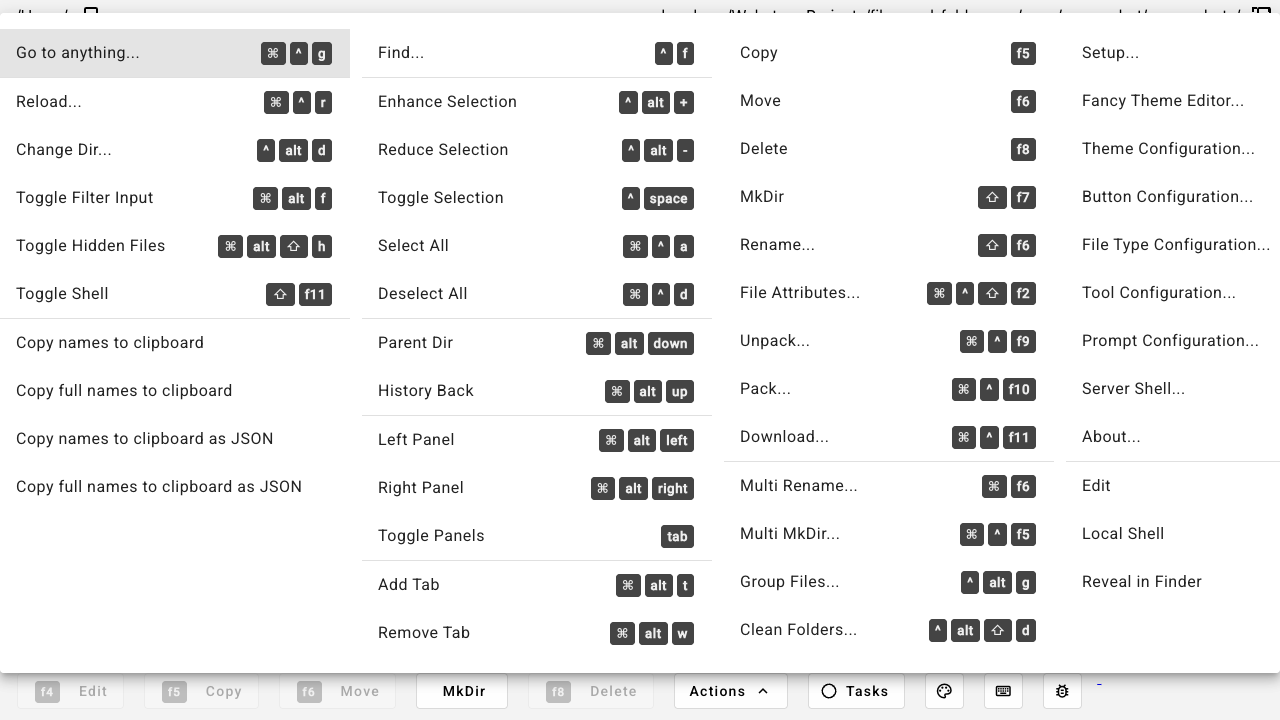 Go to anything... ⌘ ^ g
Reload... ⌘ ^ r
Change Dir... ^ alt d
Toggle Filter Input ⌘ alt f
Toggle Hidden Files ⌘ alt ⇧ h
Toggle Shell ⇧ f11
Copy names to clipboard
Copy full names to clipboard
Copy names to clipboard as JSON
Copy full names to clipboard as JSON
Find... ^ f
Enhance Selection ^ alt +
Reduce Selection ^ alt -
Toggle Selection ^ space
Select All ⌘ ^ a
Deselect All ⌘ ^ d
Parent Dir ⌘ alt down
History Back ⌘ alt up
Left Panel ⌘ alt left
Right Panel ⌘ alt right
Toggle Panels tab
Add Tab ⌘ alt t
Remove Tab ⌘ alt w
Copy f5
Move f6
Delete f8
MkDir ⇧ f7
Rename... ⇧ f6
File Attributes... ⌘ ^ ⇧ f2
Unpack... ⌘ ^ f9
Pack... ⌘ ^ f10
Download... ⌘ ^ f11
Multi Rename... ⌘ f6
Multi MkDir... ⌘ ^ f5
Group Files... ^ alt g
Clean Folders... ^ alt ⇧ d
Setup...
Fancy Theme Editor...
Theme Configuration...
Button Configuration...
File Type Configuration...
Tool Configuration...
Prompt Configuration...
Server Shell...
About...
Edit
Local Shell
Reveal in Finder
f4 Edit f5 Copy f6 Move MkDir f8 Delete Actions Tasks